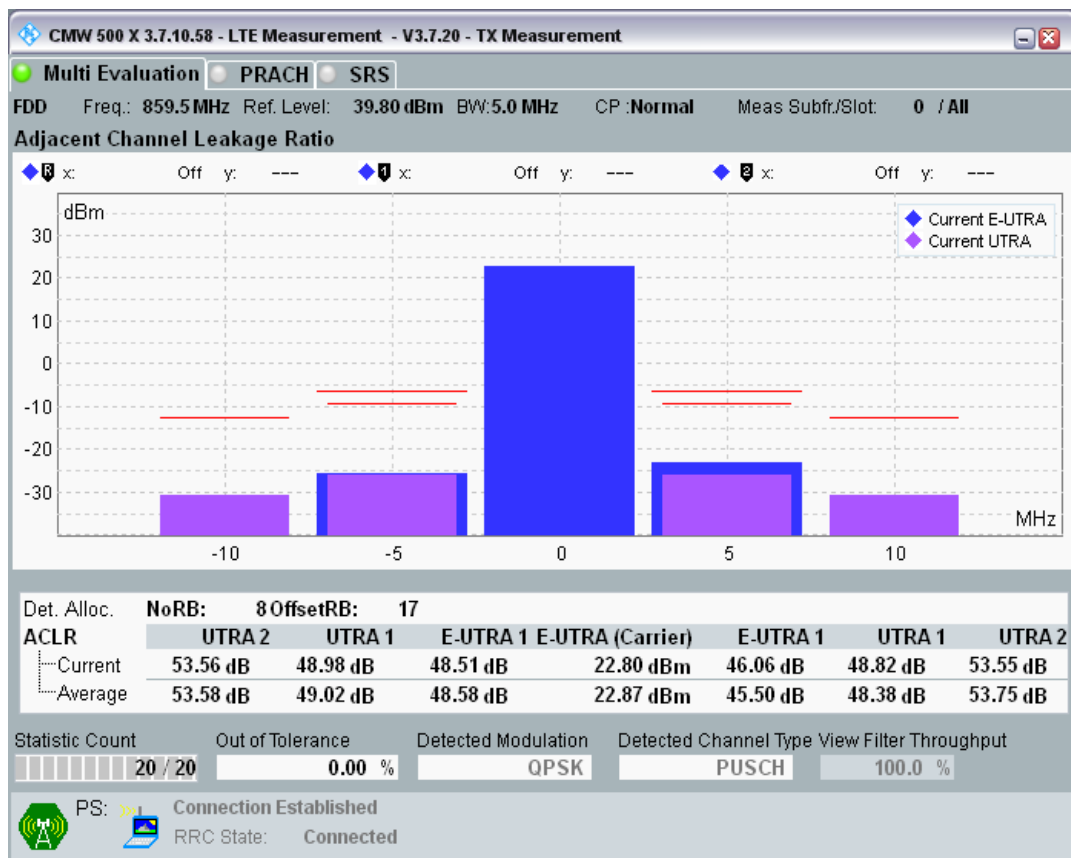 CMW 500 X 3.7.10.58 - LTE Measurement - V3.7.20 - TX Measurement
Multi Evaluation PRACH SRS
FDD Freq.: 859.5 MHz Ref. Level: 39.80 dBm BW:5.0 MHz CP :Normal Meas Subfr./Slot: 0 / All
Adjacent Channel Leakage Ratio
R x: Off y: --- 1 x: Off y: --- 2 x: Off y: ---
dBm
Current E-UTRA
Current UTRA
30
20
10
0
-10
-20
-30
MHz
-10 -5 0 5 10
Det. Alloc. NoRB: 8 OffsetRB: 17
ACLR UTRA 2 UTRA 1 E-UTRA 1 E-UTRA (Carrier) E-UTRA 1 UTRA 1 UTRA 2
Current 53.56 dB 48.98 dB 48.51 dB 22.80 dBm 46.06 dB 48.82 dB 53.55 dB
Average 53.58 dB 49.02 dB 48.58 dB 22.87 dBm 45.50 dB 48.38 dB 53.75 dB
Statistic Count Out of Tolerance Detected Modulation Detected Channel Type View Filter Throughput
20 / 20 0.00 % QPSK PUSCH 100.0 %
PS: Connection Established
RRC State: Connected